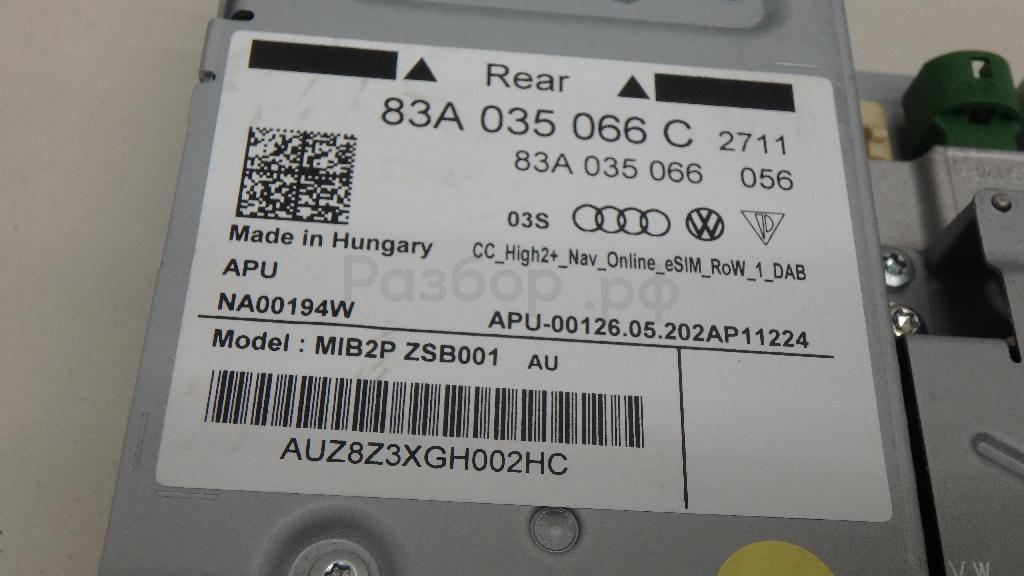 Rear
83A 035 066 C 2711
83A 035 066 056
03S
Made in Hungary
CC_High2+_Nav_Online_eSIM_RoW_1_DAB
APU
Разбор.рф
NA00194W
APU-00126.05.202AP11224
Model : MIB2P ZSB001 AU
AUZ8Z3XGH002HC